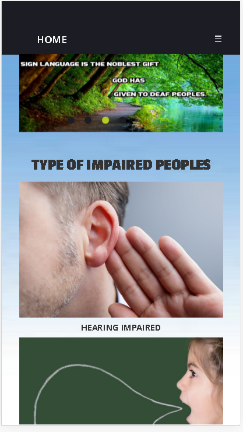 HOME ☰
SIGN LANGUAGE IS THE NOBLEST GIFT
GOD HAS
GIVEN TO DEAF PEOPLES
TYPE OF IMPAIRED PEOPLES
HEARING IMPAIRED